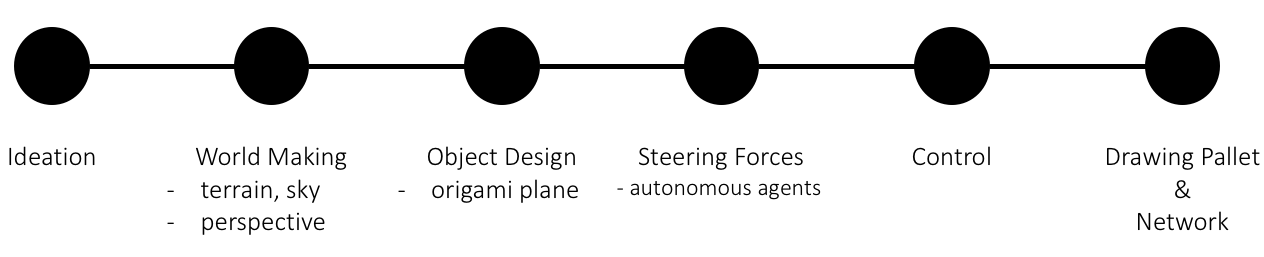 Ideation
World Making
- terrain, sky
- perspective
Object Design
- origami plane
Steering Forces
- autonomous agents
Control
Drawing Pallet
&
Network